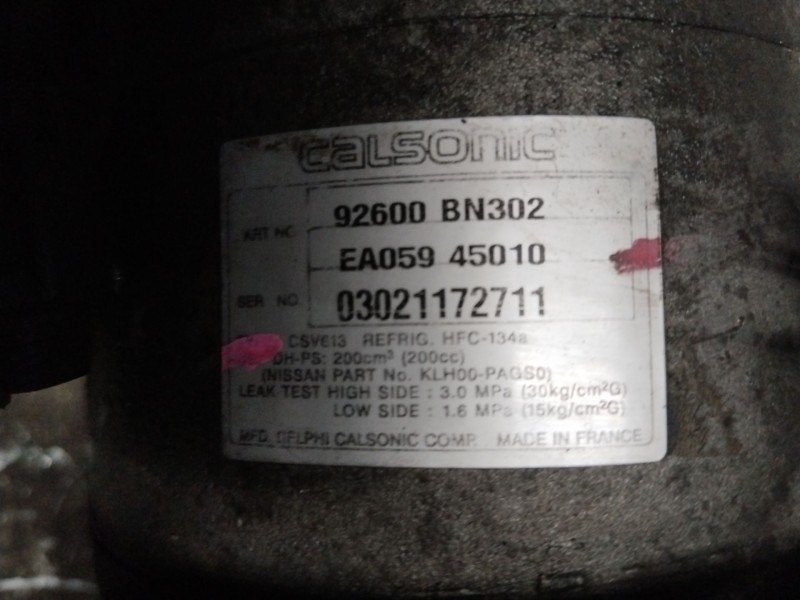 CALSONIC
92600 BN302
ART NO.
EA059 45010
SER NO. 03021172711
CSV613 REFRIG. HFC-134a
DH-PS: 200cm³ (200cc)
(NISSAN PART No. KLH00-PAGS0)
LEAK TEST HIGH SIDE : 3.0 MPa (30kg/cm²G)
LOW SIDE : 1.6 MPa (15kg/cm²G)
MFD. DELPHI CALSONIC COMP. MADE IN FRANCE